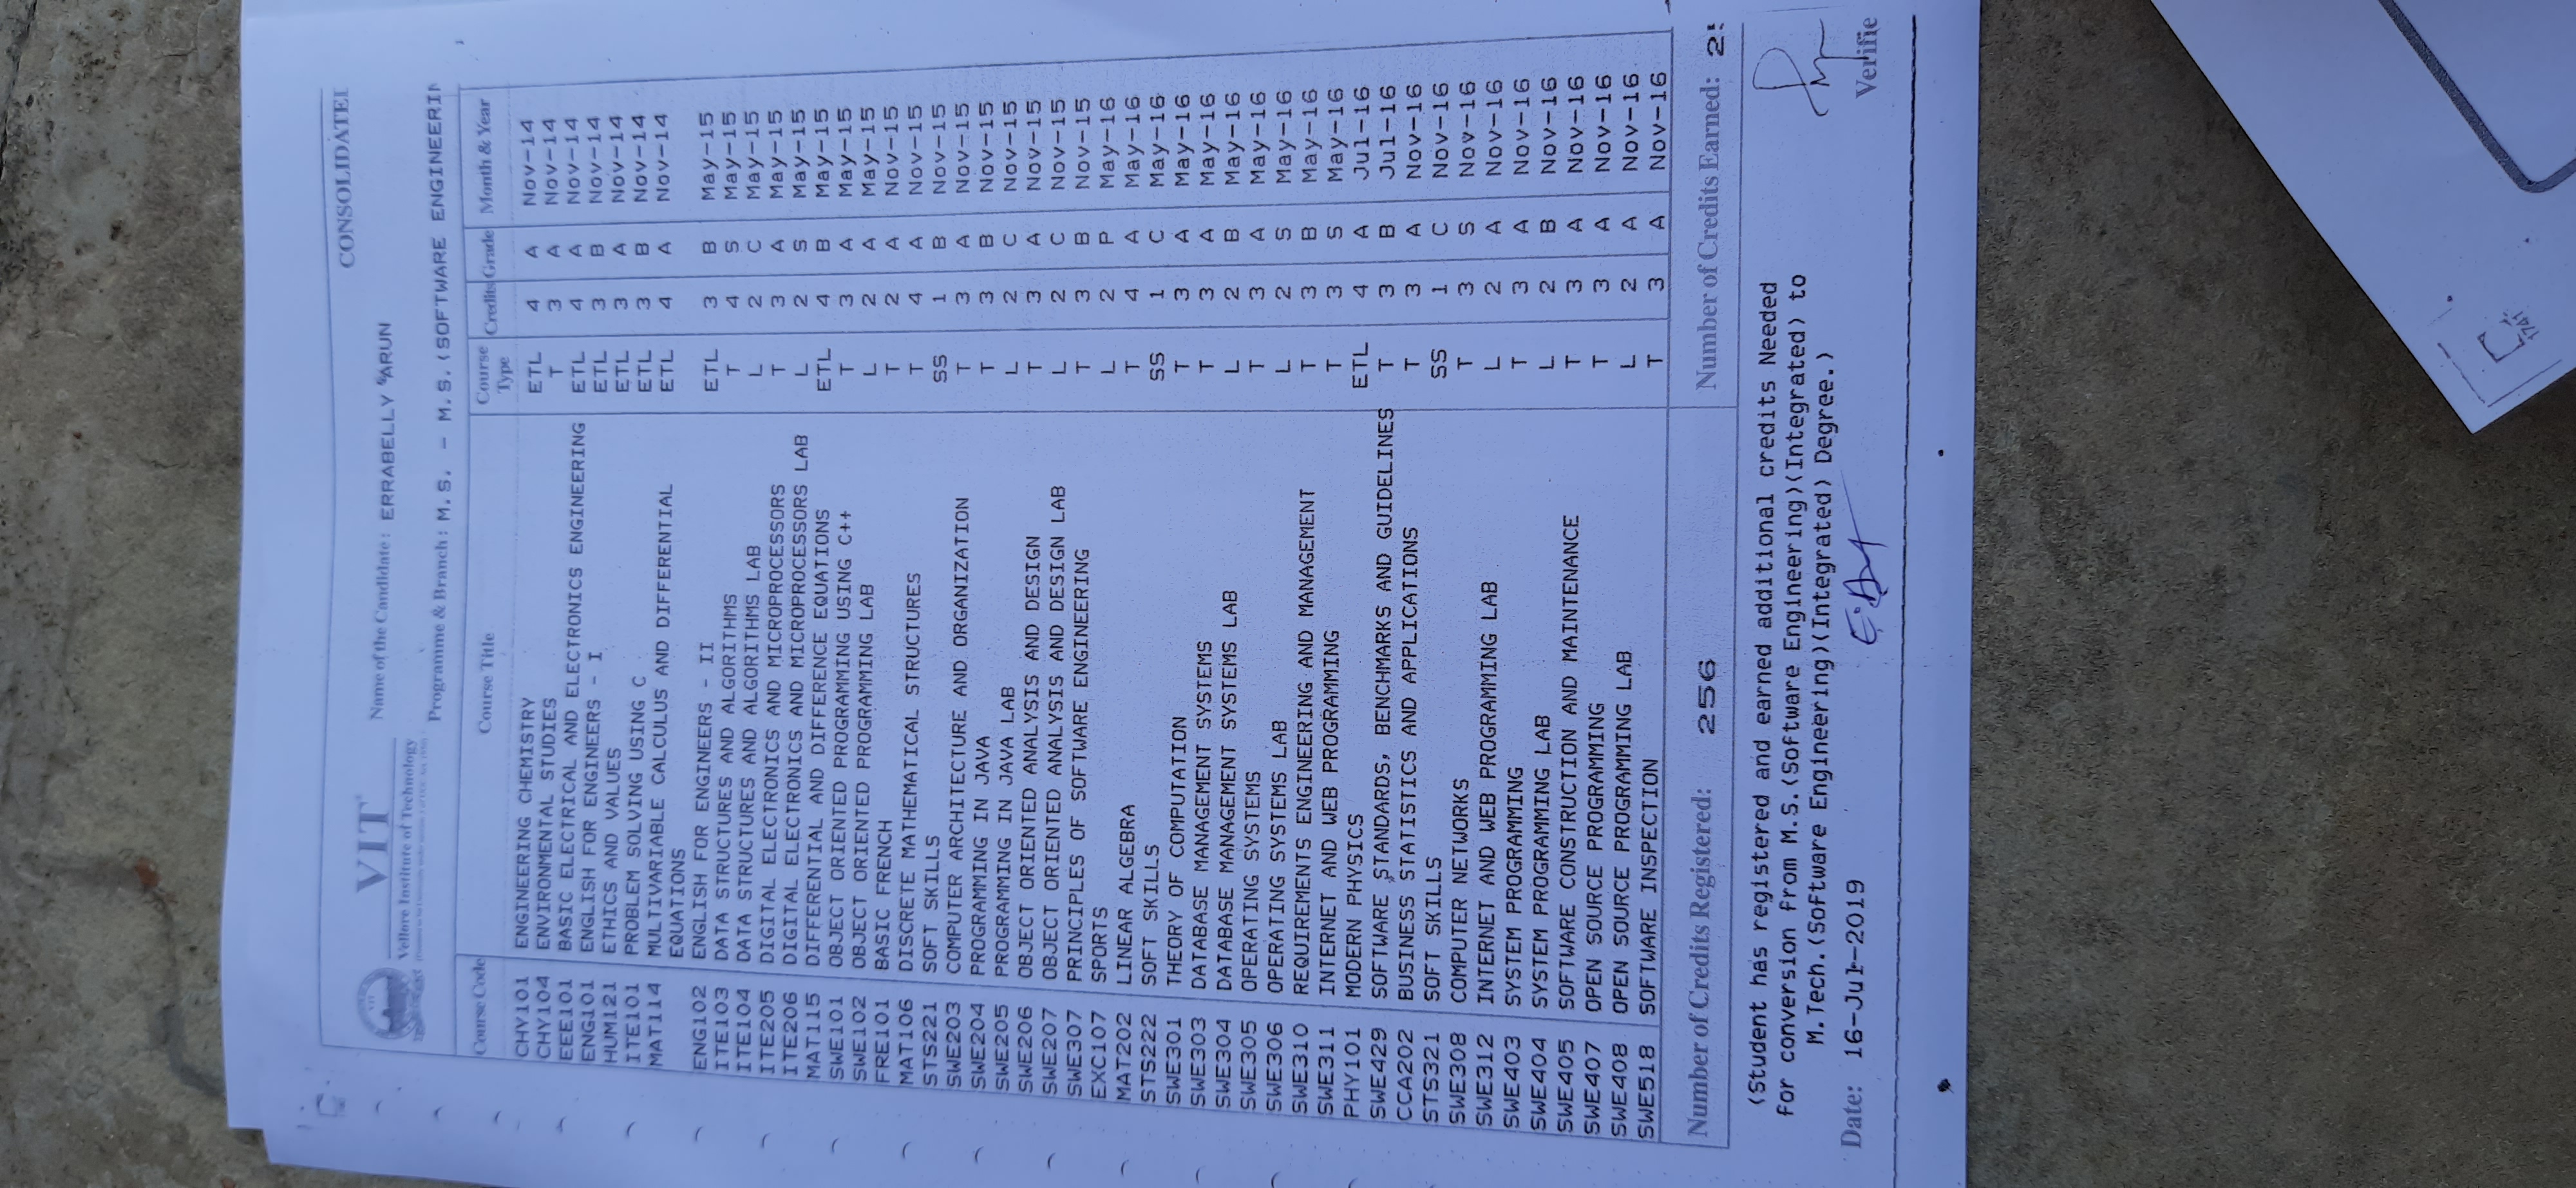 CONSOLIDATE
VIT
Vellore Institute of Technology
Name of the Candidate : ERRABELLY ARUN
Programme & Branch : M.S. - M.S.(SOFTWARE ENGINEERIN
Course Code Course Title Course Type Credits Grade Month & Year
CHY101 ENGINEERING CHEMISTRY ETL 4 A Nov-14
CHY104 ENVIRONMENTAL STUDIES T 3 A Nov-14
EEE101 BASIC ELECTRICAL AND ELECTRONICS ENGINEERING ETL 4 A Nov-14
ENG101 ENGLISH FOR ENGINEERS - I ETL 3 B Nov-14
HUM121 ETHICS AND VALUES ETL 3 A Nov-14
ITE101 PROBLEM SOLVING USING C ETL 3 B Nov-14
MAT114 MULTIVARIABLE CALCULUS AND DIFFERENTIAL ETL 4 A Nov-14
EQUATIONS
ENG102 ENGLISH FOR ENGINEERS - II ETL 3 B May-15
ITE103 DATA STRUCTURES AND ALGORITHMS T 4 S May-15
ITE104 DATA STRUCTURES AND ALGORITHMS LAB L 2 C May-15
ITE205 DIGITAL ELECTRONICS AND MICROPROCESSORS T 3 A May-15
ITE206 DIGITAL ELECTRONICS AND MICROPROCESSORS LAB L 2 S May-15
MAT115 DIFFERENTIAL AND DIFFERENCE EQUATIONS ETL 4 B May-15
SWE101 OBJECT ORIENTED PROGRAMMING USING C++ T 3 A May-15
SWE102 OBJECT ORIENTED PROGRAMMING LAB L 2 A May-15
FRE101 BASIC FRENCH T 2 A Nov-15
MAT106 DISCRETE MATHEMATICAL STRUCTURES T 4 A Nov-15
STS221 SOFT SKILLS SS 1 B Nov-15
SWE203 COMPUTER ARCHITECTURE AND ORGANIZATION T 3 A Nov-15
SWE204 PROGRAMMING IN JAVA T 3 B Nov-15
SWE205 PROGRAMMING IN JAVA LAB L 2 C Nov-15
SWE206 OBJECT ORIENTED ANALYSIS AND DESIGN T 3 A Nov-15
SWE207 OBJECT ORIENTED ANALYSIS AND DESIGN LAB L 2 C Nov-15
SWE307 PRINCIPLES OF SOFTWARE ENGINEERING T 3 B Nov-15
EXC107 SPORTS L 2 P May-16
MAT202 LINEAR ALGEBRA T 4 A May-16
STS222 SOFT SKILLS SS 1 C May-16
SWE301 THEORY OF COMPUTATION T 3 A May-16
SWE303 DATABASE MANAGEMENT SYSTEMS T 3 A May-16
SWE304 DATABASE MANAGEMENT SYSTEMS LAB L 2 B May-16
SWE305 OPERATING SYSTEMS T 3 A May-16
SWE306 OPERATING SYSTEMS LAB L 2 S May-16
SWE310 REQUIREMENTS ENGINEERING AND MANAGEMENT T 3 B May-16
SWE311 INTERNET AND WEB PROGRAMMING T 3 S May-16
PHY101 MODERN PHYSICS ETL 4 A Jul-16
SWE429 SOFTWARE STANDARDS, BENCHMARKS AND GUIDELINES T 3 B Jul-16
CCA202 BUSINESS STATISTICS AND APPLICATIONS T 3 A Nov-16
STS321 SOFT SKILLS SS 1 C Nov-16
SWE308 COMPUTER NETWORKS T 3 S Nov-16
SWE312 INTERNET AND WEB PROGRAMMING LAB L 2 A Nov-16
SWE403 SYSTEM PROGRAMMING T 3 A Nov-16
SWE404 SYSTEM PROGRAMMING LAB L 2 B Nov-16
SWE405 SOFTWARE CONSTRUCTION AND MAINTENANCE T 3 A Nov-16
SWE407 OPEN SOURCE PROGRAMMING T 3 A Nov-16
SWE408 OPEN SOURCE PROGRAMMING LAB L 2 A Nov-16
SWE518 SOFTWARE INSPECTION T 3 A Nov-16
Number of Credits Registered: 256 Number of Credits Earned: 2
(Student has registered and earned additional credits Needed
for conversion from M.S.(Software Engineering)(Integrated) to
M.Tech.(Software Engineering)(Integrated) Degree.)
Date: 16-Jul-2019
Verifie
1741